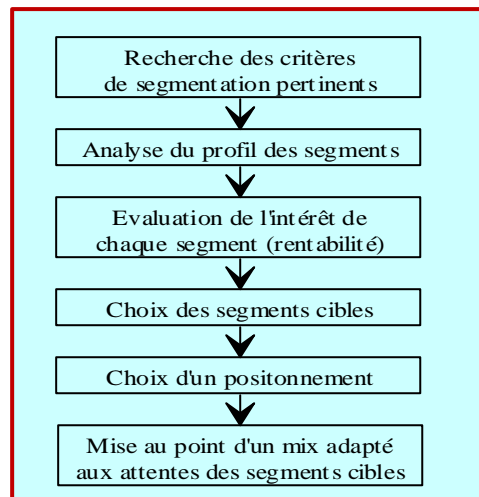 Recherche des critères
de segmentation pertinents
Analyse du profil des segments
Evaluation de l'intérêt de
chaque segment (rentabilité)
Choix des segments cibles
Choix d'un positonnement
Mise au point d'un mix adapté
aux attentes des segments cibles